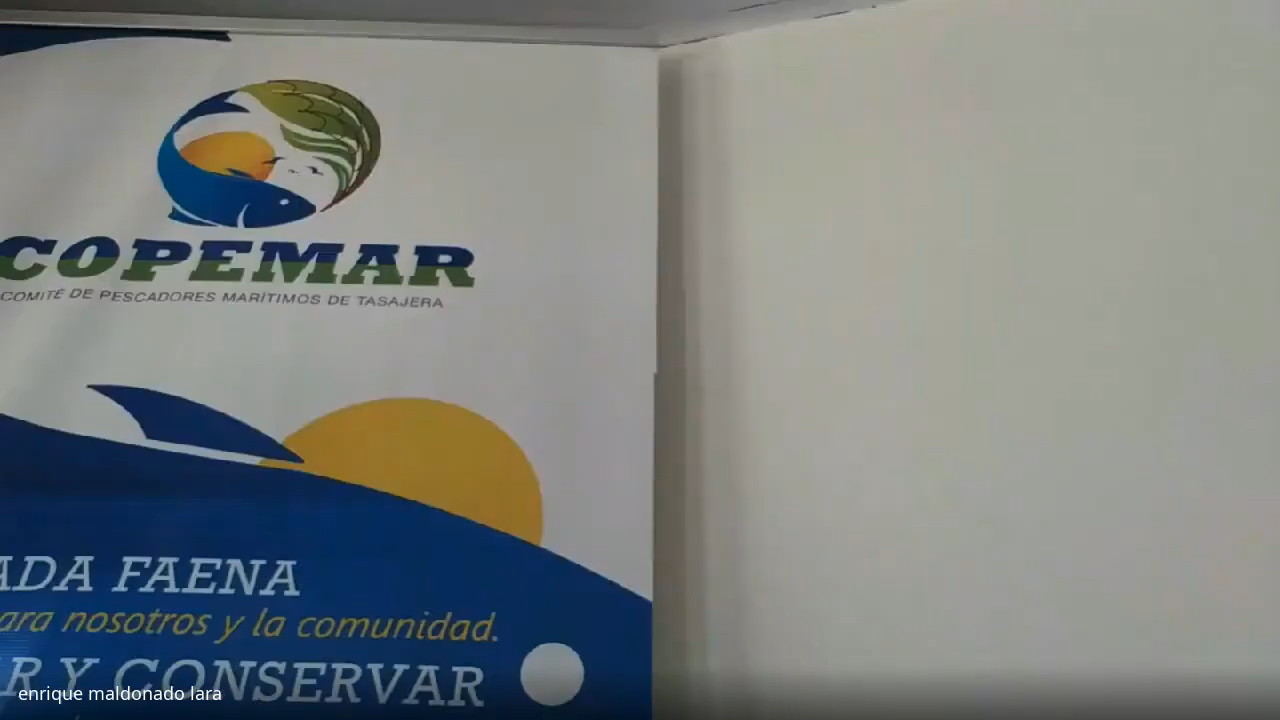 COPEMAR
COMITÉ DE PESCADORES MARÍTIMOS DE TASAJERA
ADA FAENA
ara nosotros y la comunidad.
R Y CONSERVAR
enrique maldonado lara